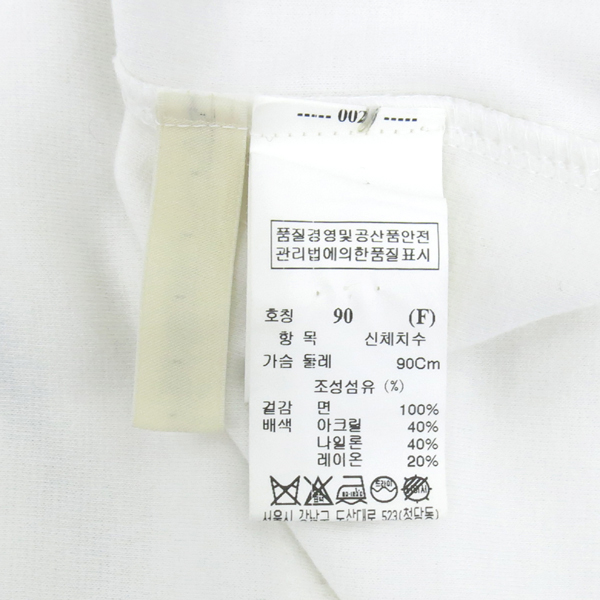 ----- 002 -----
품질경영및공산품안전
관리법에의한품질표시
호칭 90 (F)
항 목 신체치수
가슴 둘레 90Cm
조성섬유 (%)
겉감 면 100%
배색 아크릴 40%
나일론 40%
레이온 20%
드라이
서울시 강남구 도산대로 523(청담동)